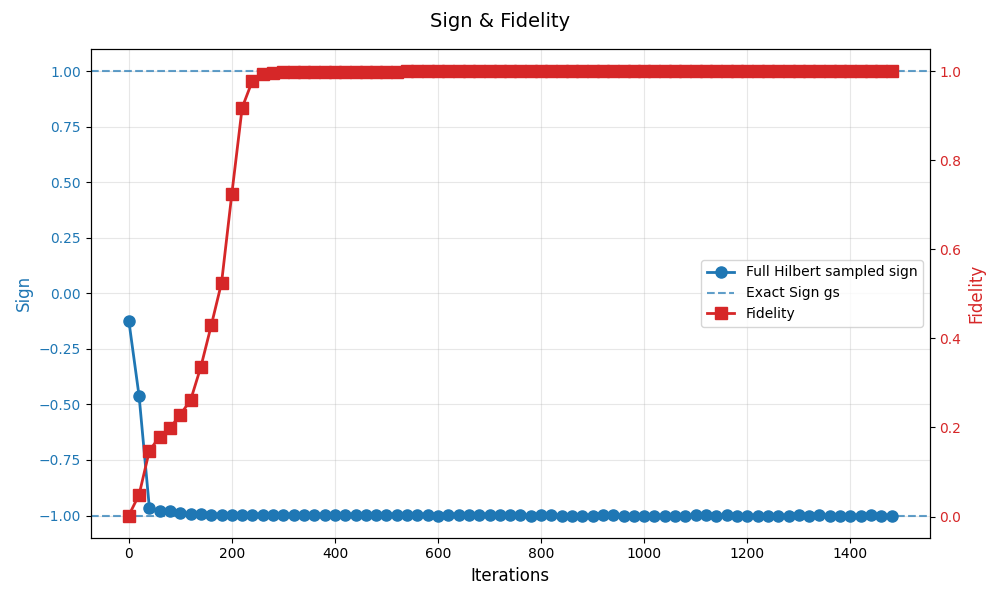 Sign & Fidelity
1.00
0.75
0.50
0.25
0.00
−0.25
−0.50
−0.75
−1.00
Sign
1.0
0.8
0.6
0.4
0.2
0.0
Fidelity
Full Hilbert sampled sign
Exact Sign gs
Fidelity
0 200 400 600 800 1000 1200 1400
Iterations